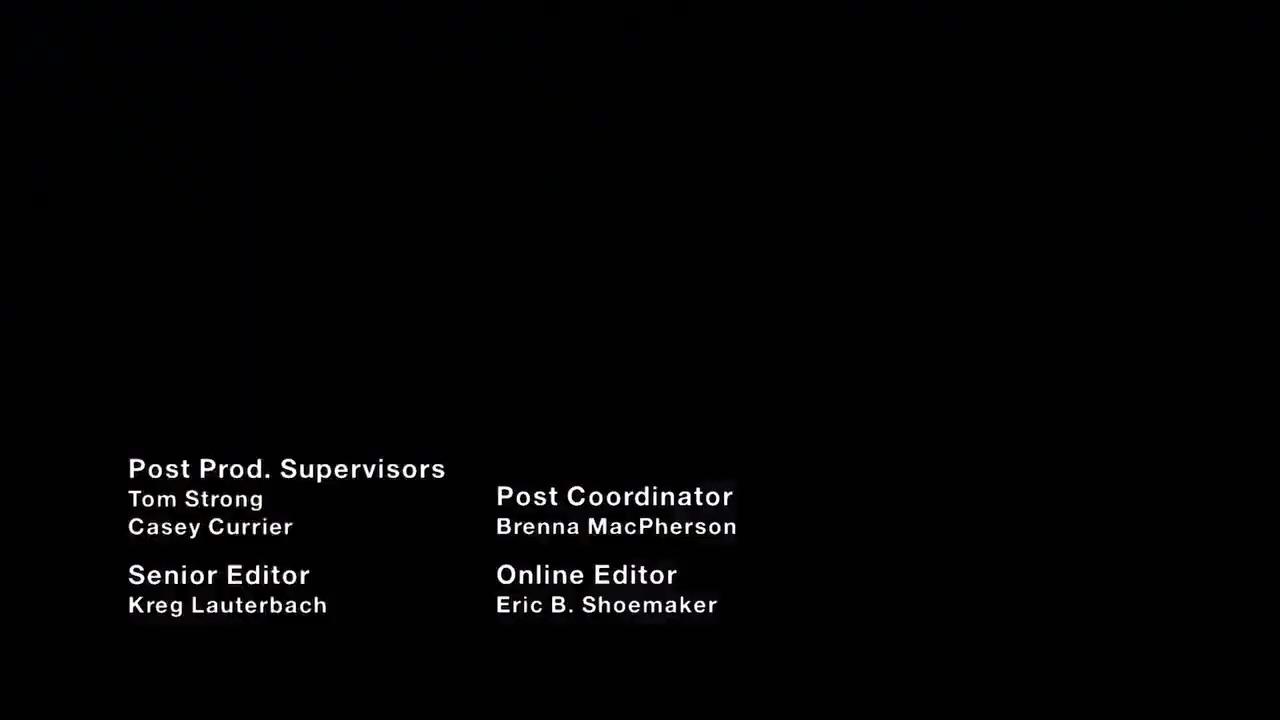 Post Prod. Supervisors
Tom Strong
Casey Currier
Post Coordinator
Brenna MacPherson
Senior Editor
Kreg Lauterbach
Online Editor
Eric B. Shoemaker